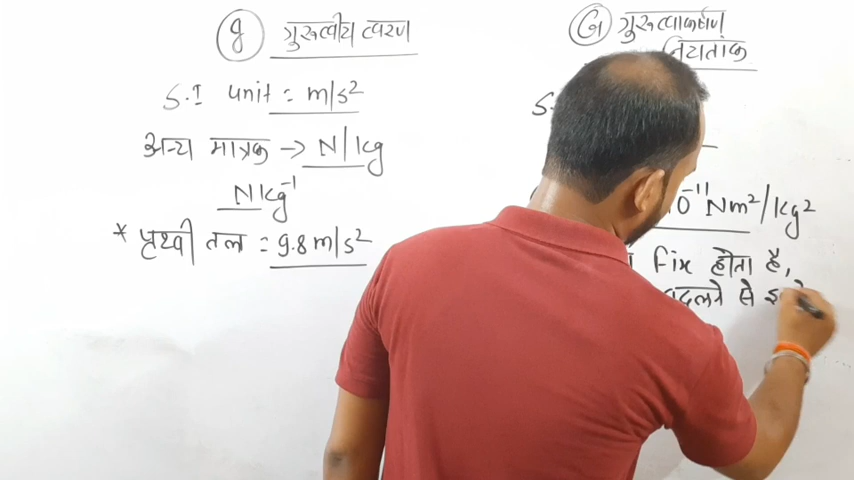 g गुरूत्वीय त्वरण
S.I unit = m/s²
अन्य मात्रक → N/kg
Nkg⁻¹
* पृथ्वी तल = 9.8 m/s²
G गुरूत्वाकर्षण
नियतांक
S
0⁻¹¹ Nm²/kg²
fix होता है,
बदलने से